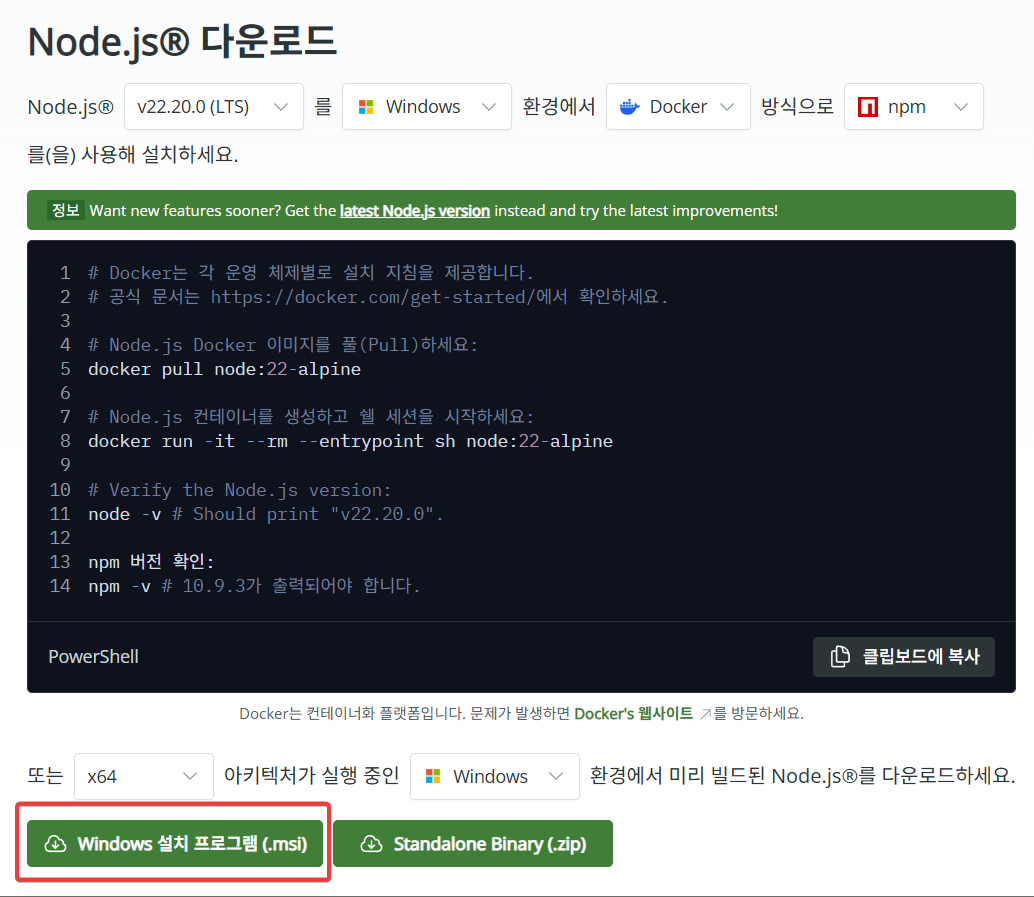 Node.js® 다운로드
Node.js® v22.20.0 (LTS) 를 Windows 환경에서 Docker 방식으로 npm
를(을) 사용해 설치하세요.
정보 Want new features sooner? Get the latest Node.js version instead and try the latest improvements!
1 # Docker는 각 운영 체제별로 설치 지침을 제공합니다.
2 # 공식 문서는 https://docker.com/get-started/에서 확인하세요.
3
4 # Node.js Docker 이미지를 풀(Pull)하세요:
5 docker pull node:22-alpine
6
7 # Node.js 컨테이너를 생성하고 쉘 세션을 시작하세요:
8 docker run -it --rm --entrypoint sh node:22-alpine
9
10 # Verify the Node.js version:
11 node -v # Should print "v22.20.0".
12
13 npm 버전 확인:
14 npm -v # 10.9.3가 출력되어야 합니다.
PowerShell 클립보드에 복사
Docker는 컨테이너화 플랫폼입니다. 문제가 발생하면 Docker's 웹사이트 ↗를 방문하세요.
또는 x64 아키텍처가 실행 중인 Windows 환경에서 미리 빌드된 Node.js®를 다운로드하세요.
Windows 설치 프로그램 (.msi) Standalone Binary (.zip)